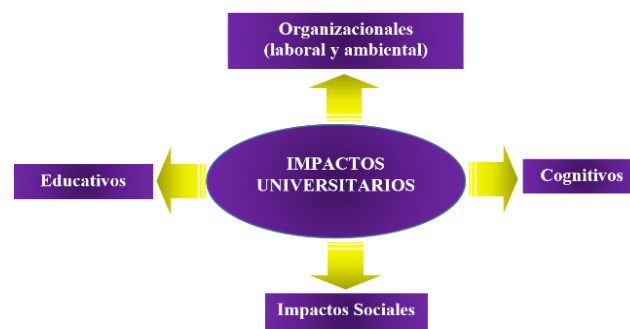 Organizacionales
(laboral y ambiental)
IMPACTOS
UNIVERSITARIOS
Educativos
Cognitivos
Impactos Sociales